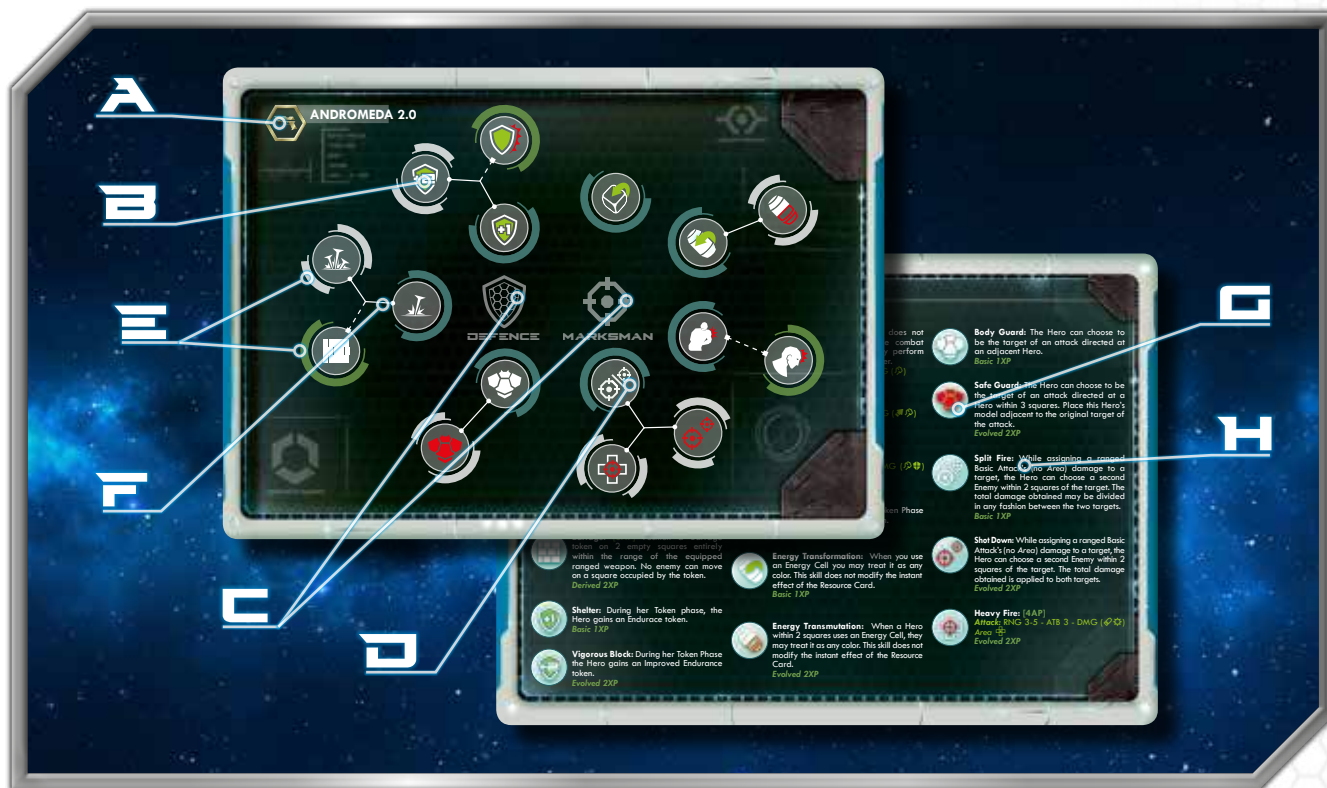 A
ANDROMEDA 2.0
B
E
F
C
D
G
H
G
+1
DEFENCE
MARKSMAN
does not
combat
perform
Phase
token on 2 empty squares entirely
within the range of the equipped
ranged weapon. No enemy can move
on a square occupied by the token.
Derived 2XP
Shelter: During her Token phase, the
Hero gains an Endurace token.
Basic 1XP
Vigorous Block: During her Token Phase
the Hero gains an Improved Endurance
token.
Evolved 2XP
Energy Transformation: When you use
an Energy Cell you may treat it as any
color. This skill does not modify the instant
effect of the Resource Card.
Basic 1XP
Energy Transmutation: When a Hero
within 2 squares uses an Energy Cell, they
may treat it as any color. This skill does not
modify the instant effect of the Resource
Card.
Evolved 2XP
Body Guard: The Hero can choose to
be the target of an attack directed at
an adjacent Hero.
Basic 1XP
Safe Guard: The Hero can choose to be
the target of an attack directed at a
Hero within 3 squares. Place this Hero's
model adjacent to the original target of
the attack.
Evolved 2XP
Split Fire: While assigning a ranged
Basic Attack's (no Area) damage to a
target, the Hero can choose a second
Enemy within 2 squares of the target. The
total damage obtained may be divided
in any fashion between the two targets.
Basic 1XP
Shot Down: While assigning a ranged Basic
Attack's (no Area) damage to a target, the
Hero can choose a second Enemy within 2
squares of the target. The total damage
obtained is applied to both targets.
Evolved 2XP
Heavy Fire: [4AP]
Attack: RNG 3-5 - ATB 3 - DMG ( )
Area
Evolved 2XP